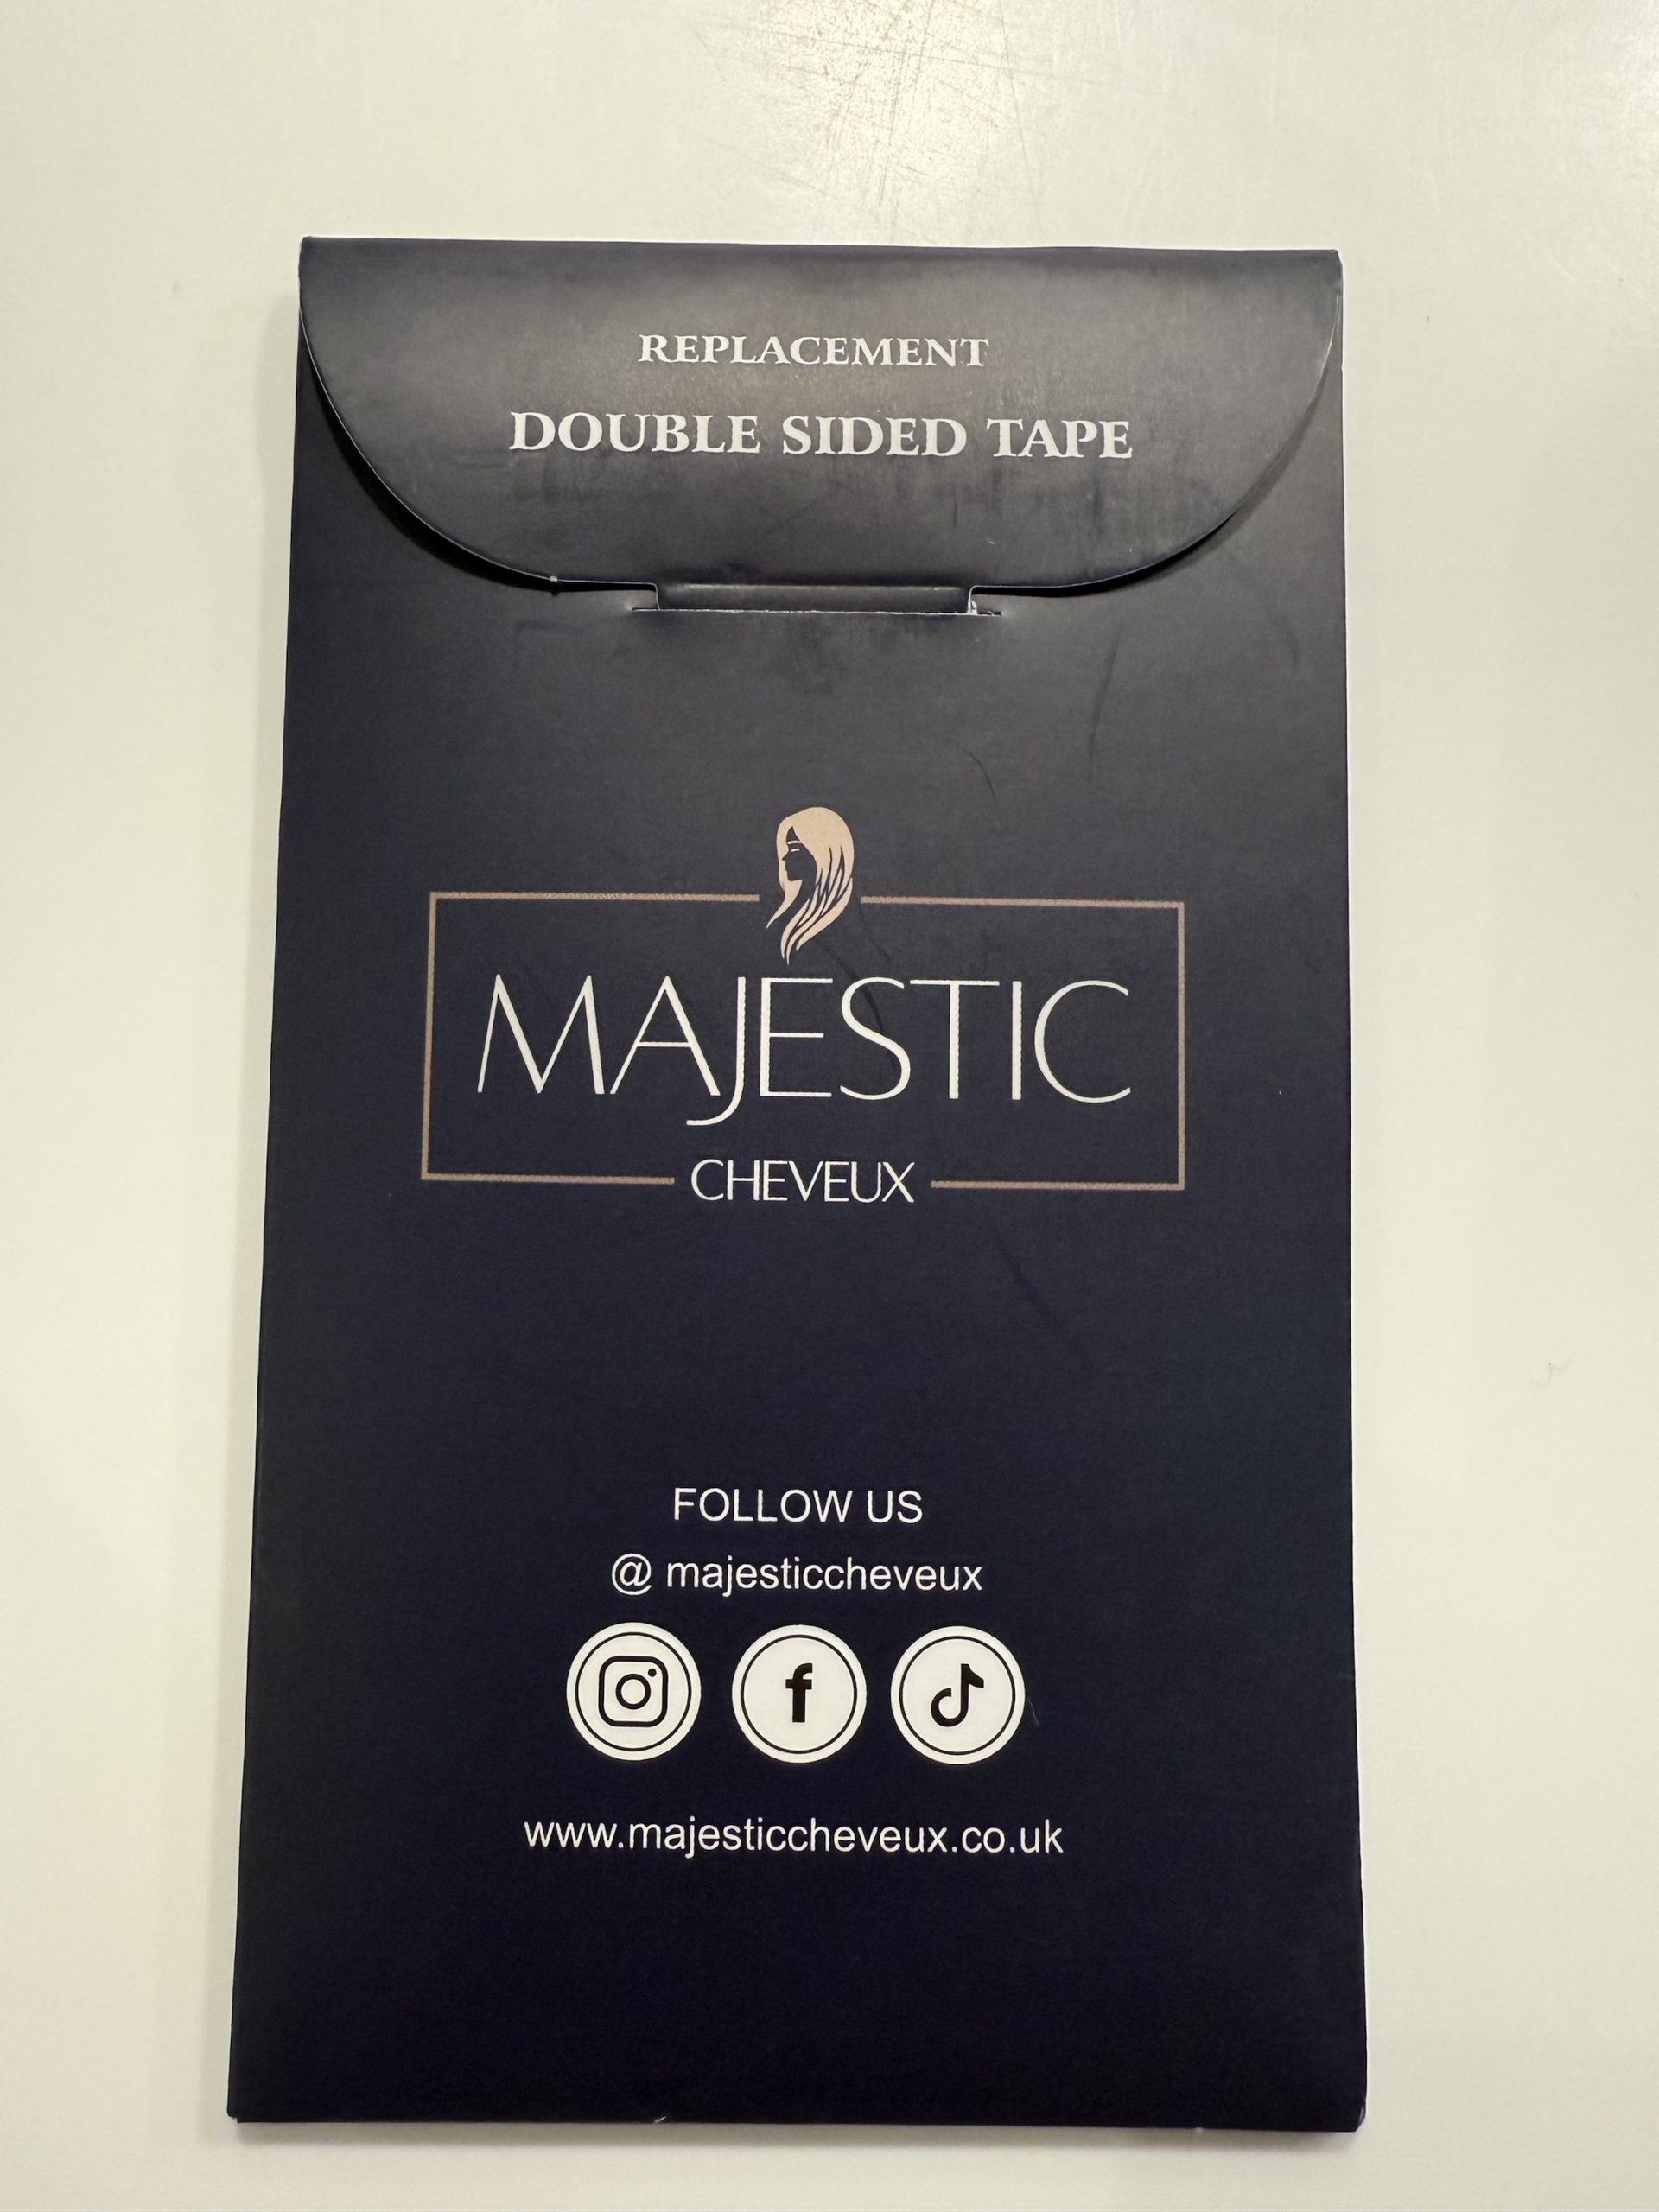 REPLACEMENT
DOUBLE SIDED TAPE
MAJESTIC
CHEVEUX
FOLLOW US
@ majesticcheveux
www.majesticcheveux.co.uk